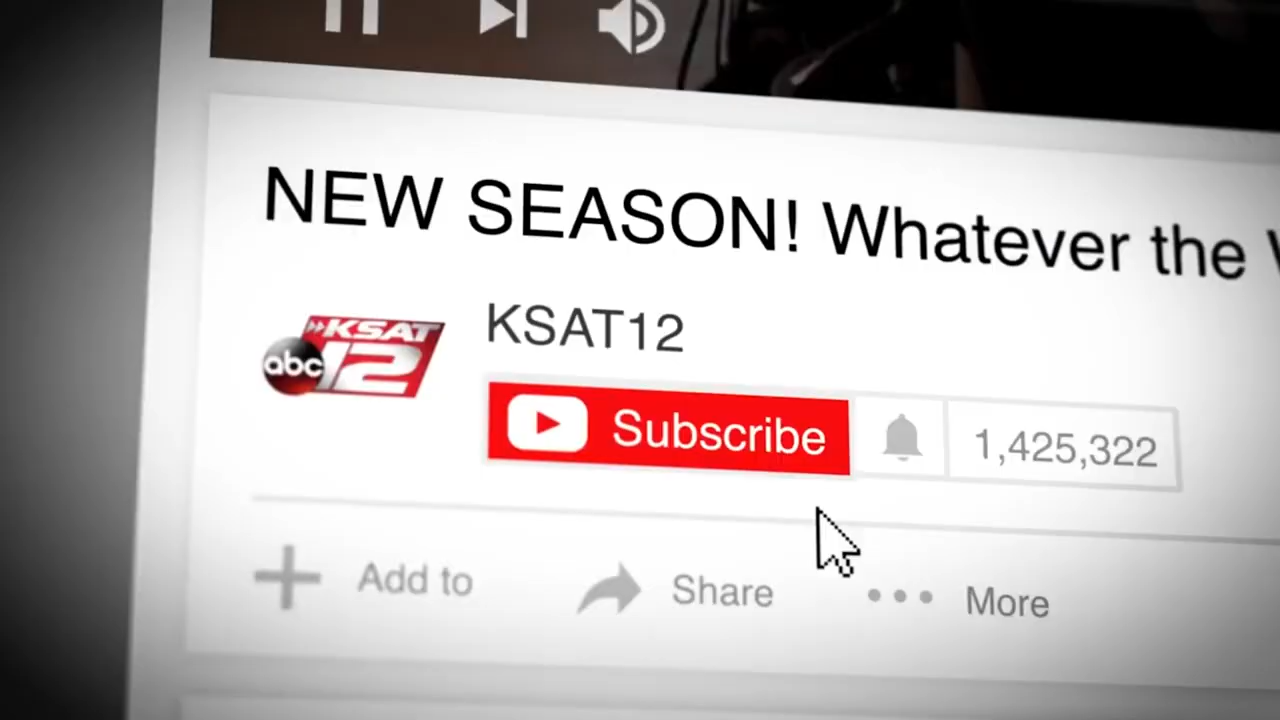 NEW SEASON! Whatever the
KSAT12
KSAT
abc 12
Subscribe
1,425,322
Add to
Share
More